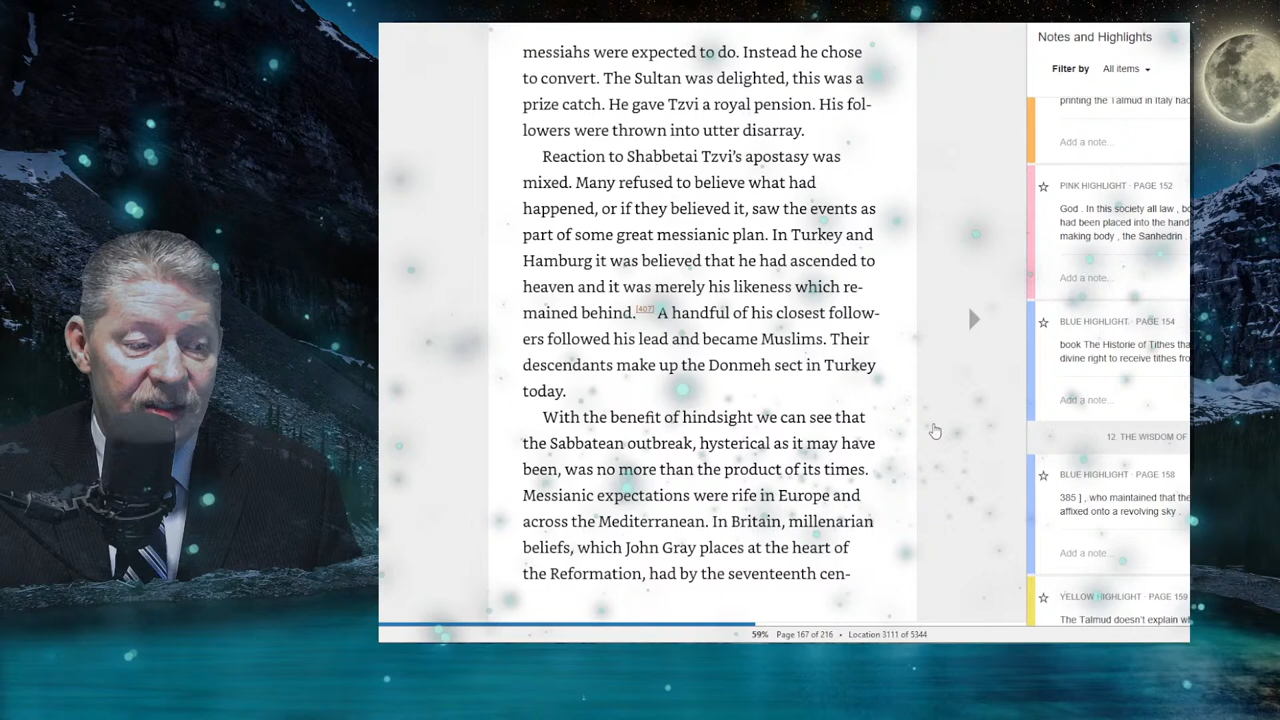 messiahs were expected to do. Instead he chose
to convert. The Sultan was delighted, this was a
prize catch. He gave Tzvi a royal pension. His fol-
lowers were thrown into utter disarray.
Reaction to Shabbetai Tzvi’s apostasy was
mixed. Many refused to believe what had
happened, or if they believed it, saw the events as
part of some great messianic plan. In Turkey and
Hamburg it was believed that he had ascended to
heaven and it was merely his likeness which re-
mained behind.[407] A handful of his closest follow-
ers followed his lead and became Muslims. Their
descendants make up the Donmeh sect in Turkey
today.
With the benefit of hindsight we can see that
the Sabbatean outbreak, hysterical as it may have
been, was no more than the product of its times.
Messianic expectations were rife in Europe and
across the Mediterranean. In Britain, millenarian
beliefs, which John Gray places at the heart of
the Reformation, had by the seventeenth cen-
59% Page 167 of 216 • Location 3111 of 5344
Notes and Highlights
Filter by All items
printing the Talmud in Italy had
Add a note...
PINK HIGHLIGHT · PAGE 152
God . In this society all law ,
had been placed into the hand
making body , the Sanhedrin .
Add a note...
BLUE HIGHLIGHT · PAGE 154
book The Historie of Tithes
divine right to receive tithes
Add a note...
12. THE WISDOM OF
BLUE HIGHLIGHT · PAGE 158
385 ] , who maintained that the
affixed onto a revolving sky .
Add a note...
YELLOW HIGHLIGHT · PAGE 159
The Talmud doesn't explain